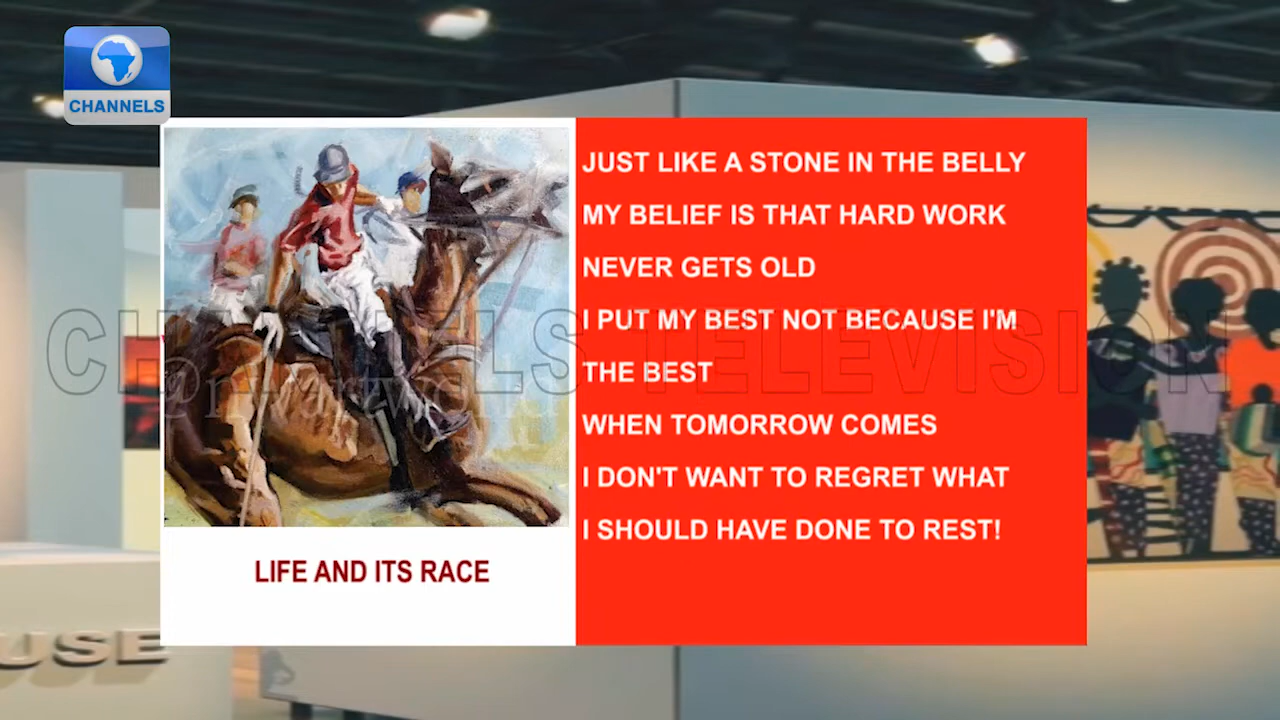 CHANNELS
JUST LIKE A STONE IN THE BELLY
MY BELIEF IS THAT HARD WORK
NEVER GETS OLD
I PUT MY BEST NOT BECAUSE I'M
THE BEST
WHEN TOMORROW COMES
I DON'T WANT TO REGRET WHAT
I SHOULD HAVE DONE TO REST!
CHANNELS TELEVISION
LIFE AND ITS RACE